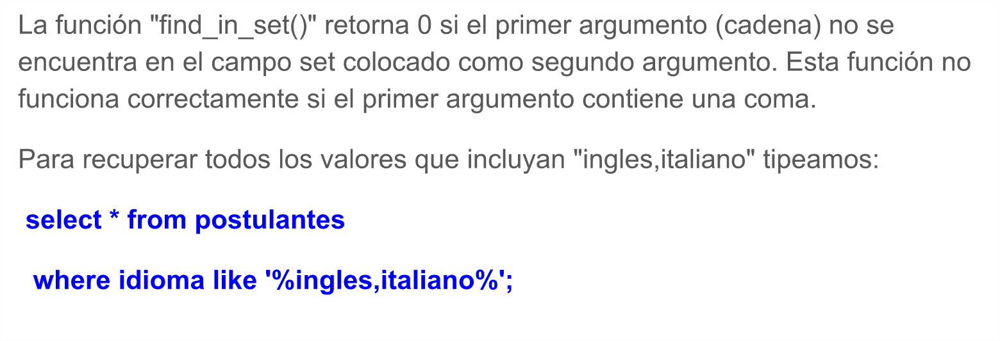 La función "find_in_set()" retorna 0 si el primer argumento (cadena) no se
encuentra en el campo set colocado como segundo argumento. Esta función no
funciona correctamente si el primer argumento contiene una coma.
Para recuperar todos los valores que incluyan "ingles,italiano" tipeamos:
select * from postulantes
where idioma like '%ingles,italiano%';